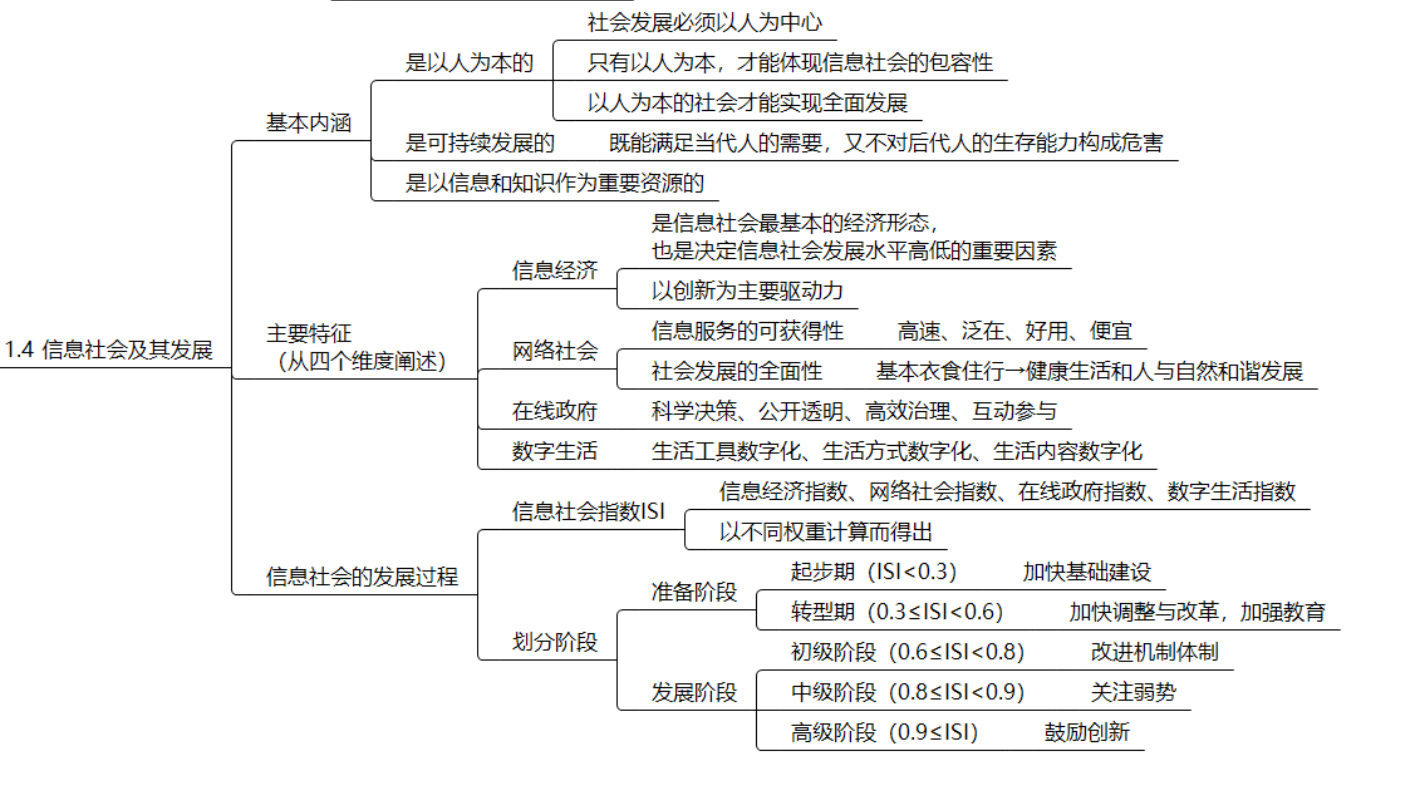 社会发展必须以人为中心
是以人为本的
只有以人为本，才能体现信息社会的包容性
以人为本的社会才能实现全面发展
基本内涵
是可持续发展的 既能满足当代人的需要，又不对后代人的生存能力构成危害
是以信息和知识作为重要资源的
是信息社会最基本的经济形态，
也是决定信息社会发展水平高低的重要因素
信息经济
以创新为主要驱动力
主要特征
（从四个维度阐述）
1.4 信息社会及其发展
信息服务的可获得性 高速、泛在、好用、便宜
网络社会
社会发展的全面性 基本衣食住行→健康生活和人与自然和谐发展
在线政府 科学决策、公开透明、高效治理、互动参与
数字生活 生活工具数字化、生活方式数字化、生活内容数字化
信息经济指数、网络社会指数、在线政府指数、数字生活指数
信息社会指数ISI
以不同权重计算而得出
信息社会的发展过程
起步期（ISI<0.3） 加快基础建设
准备阶段
转型期（0.3≤ISI<0.6） 加快调整与改革，加强教育
划分阶段
初级阶段（0.6≤ISI<0.8） 改进机制体制
发展阶段
中级阶段（0.8≤ISI<0.9） 关注弱势
高级阶段（0.9≤ISI） 鼓励创新